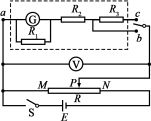 a G R₂ R₃ c
R₁ b
V
M P N
R
S E